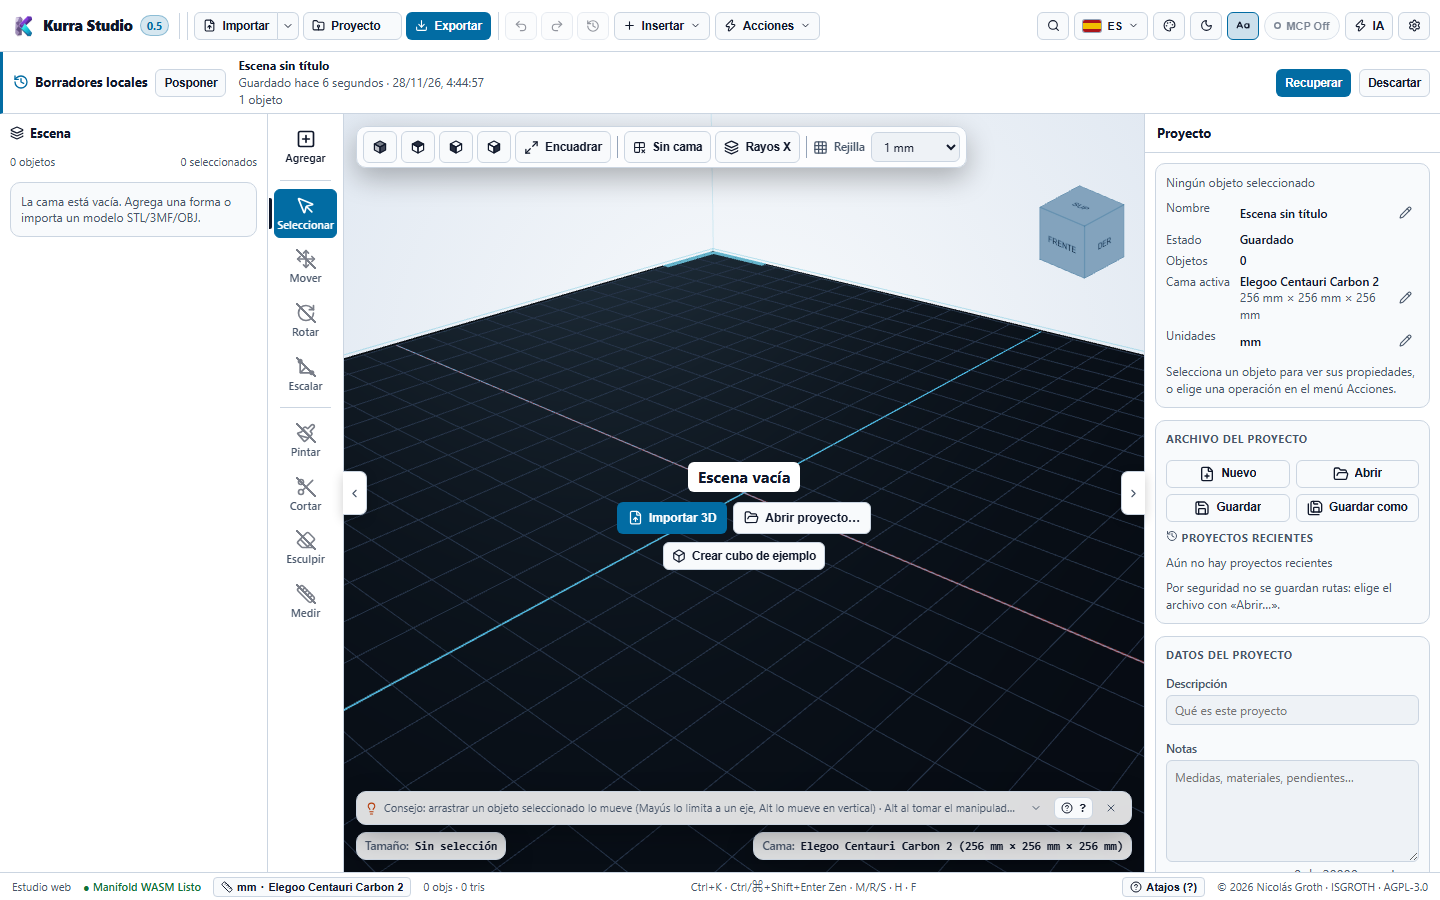 Kurra Studio 0.5 Importar Proyecto Exportar Insertar Acciones ES Aa MCP Off IA
Borradores locales Posponer
Escena sin título
Guardado hace 6 segundos · 28/11/26, 4:44:57
1 objeto
Recuperar Descartar
Escena
0 objetos 0 seleccionados
La cama está vacía. Agrega una forma o
importa un modelo STL/3MF/OBJ.
Agregar
Seleccionar
Mover
Rotar
Escalar
Pintar
Cortar
Esculpir
Medir
Encuadrar Sin cama Rayos X Rejilla 1 mm
SUP
FRENTE DER
Escena vacía
Importar 3D Abrir proyecto...
Crear cubo de ejemplo
Consejo: arrastrar un objeto seleccionado lo mueve (Mayús lo limita a un eje, Alt lo mueve en vertical) · Alt al tomar el manipulad... ?
Tamaño: Sin selección
Cama: Elegoo Centauri Carbon 2 (256 mm × 256 mm × 256 mm)
Proyecto
Ningún objeto seleccionado
Nombre Escena sin título
Estado Guardado
Objetos 0
Cama activa Elegoo Centauri Carbon 2
256 mm × 256 mm × 256
mm
Unidades mm
Selecciona un objeto para ver sus propiedades,
o elige una operación en el menú Acciones.
ARCHIVO DEL PROYECTO
Nuevo Abrir
Guardar Guardar como
PROYECTOS RECIENTES
Aún no hay proyectos recientes
Por seguridad no se guardan rutas: elige el
archivo con «Abrir...».
DATOS DEL PROYECTO
Descripción
Qué es este proyecto
Notas
Medidas, materiales, pendientes...
Estudio web Manifold WASM Listo mm · Elegoo Centauri Carbon 2 0 objs · 0 tris Ctrl+K · Ctrl/⌘+Shift+Enter Zen · M/R/S · H · F Atajos (?) © 2026 Nicolás Groth · ISGROTH · AGPL-3.0